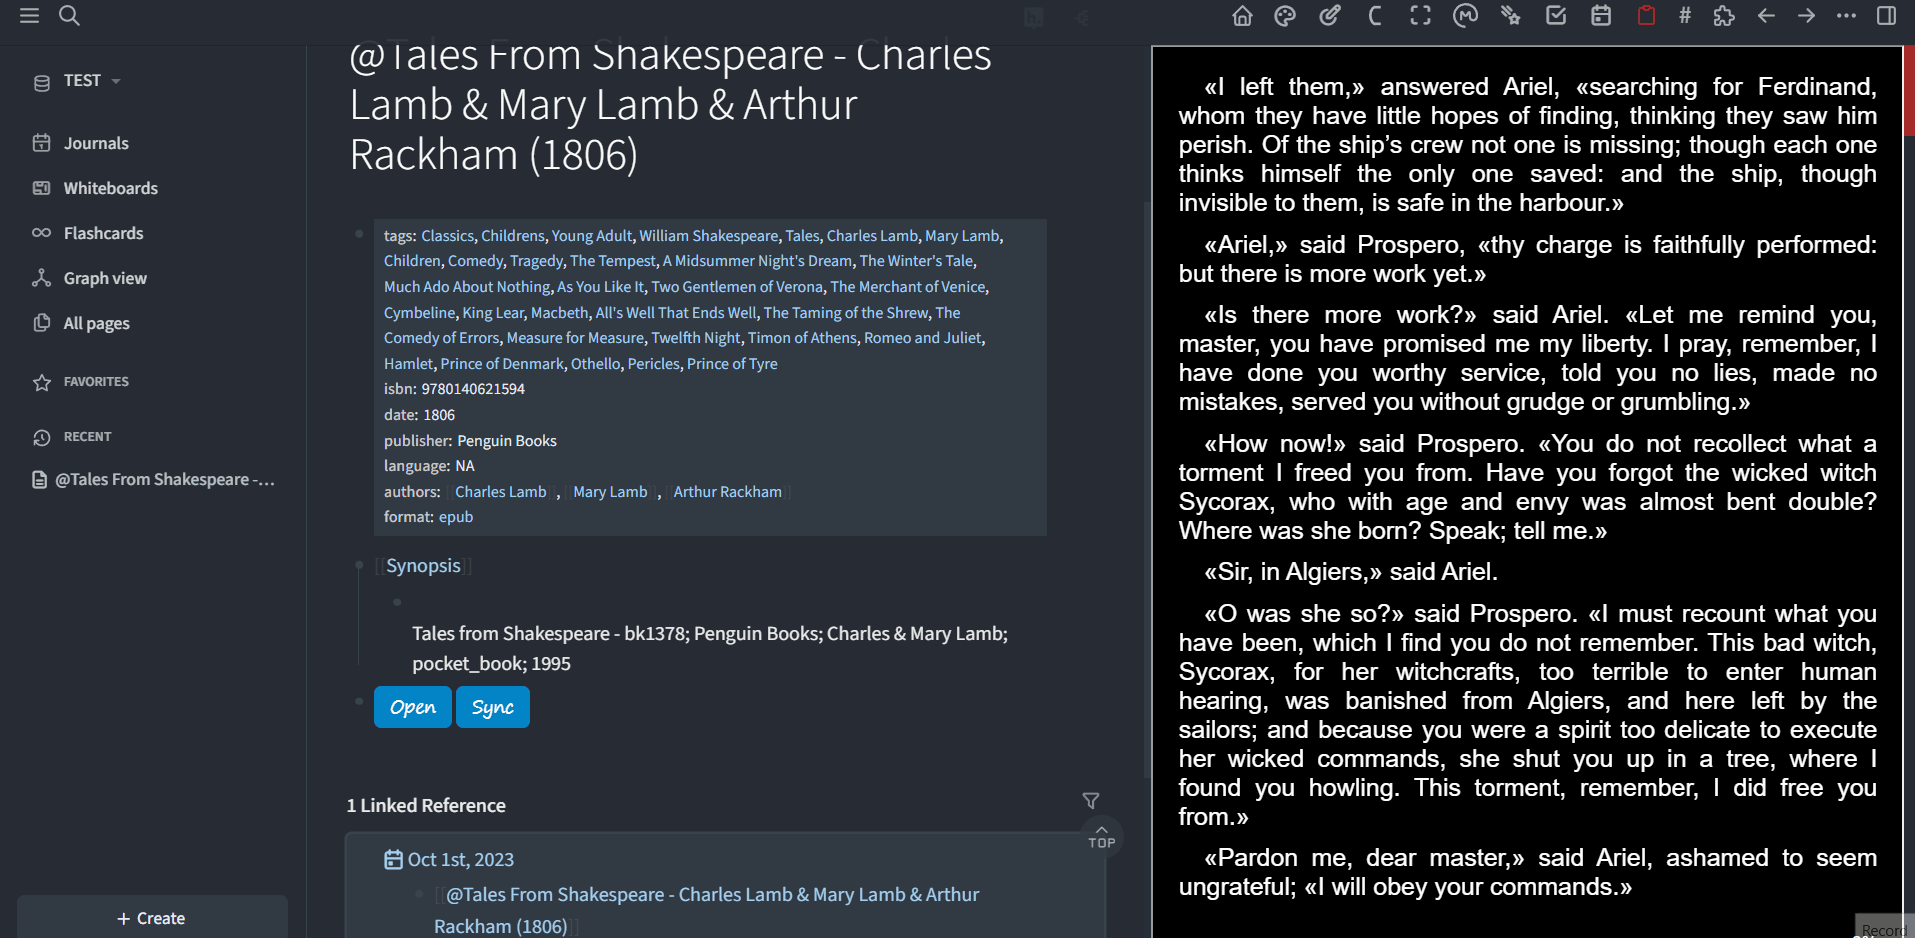 TEST
Journals
Whiteboards
Flashcards
Graph view
All pages
FAVORITES
RECENT
@Tales From Shakespeare -...
+ Create
@Tales From Shakespeare - Charles
Lamb & Mary Lamb & Arthur
Rackham (1806)
tags: Classics, Childrens, Young Adult, William Shakespeare, Tales, Charles Lamb, Mary Lamb,
Children, Comedy, Tragedy, The Tempest, A Midsummer Night's Dream, The Winter's Tale,
Much Ado About Nothing, As You Like It, Two Gentlemen of Verona, The Merchant of Venice,
Cymbeline, King Lear, Macbeth, All's Well That Ends Well, The Taming of the Shrew, The
Comedy of Errors, Measure for Measure, Twelfth Night, Timon of Athens, Romeo and Juliet,
Hamlet, Prince of Denmark, Othello, Pericles, Prince of Tyre
isbn: 9780140621594
date: 1806
publisher: Penguin Books
language: NA
authors: [[Charles Lamb]], [[Mary Lamb]], [[Arthur Rackham]]
format: epub
[[Synopsis]]
Tales from Shakespeare - bk1378; Penguin Books; Charles & Mary Lamb;
pocket_book; 1995
Open Sync
1 Linked Reference
TOP
Oct 1st, 2023
[[@Tales From Shakespeare - Charles Lamb & Mary Lamb & Arthur
Rackham (1806)]]
#
«I left them,» answered Ariel, «searching for Ferdinand,
whom they have little hopes of finding, thinking they saw him
perish. Of the ship’s crew not one is missing; though each one
thinks himself the only one saved: and the ship, though
invisible to them, is safe in the harbour.»
«Ariel,» said Prospero, «thy charge is faithfully performed:
but there is more work yet.»
«Is there more work?» said Ariel. «Let me remind you,
master, you have promised me my liberty. I pray, remember, I
have done you worthy service, told you no lies, made no
mistakes, served you without grudge or grumbling.»
«How now!» said Prospero. «You do not recollect what a
torment I freed you from. Have you forgot the wicked witch
Sycorax, who with age and envy was almost bent double?
Where was she born? Speak; tell me.»
«Sir, in Algiers,» said Ariel.
«O was she so?» said Prospero. «I must recount what you
have been, which I find you do not remember. This bad witch,
Sycorax, for her witchcrafts, too terrible to enter human
hearing, was banished from Algiers, and here left by the
sailors; and because you were a spirit too delicate to execute
her wicked commands, she shut you up in a tree, where I
found you howling. This torment, remember, I did free you
from.»
«Pardon me, dear master,» said Ariel, ashamed to seem
ungrateful; «I will obey your commands.»
Record